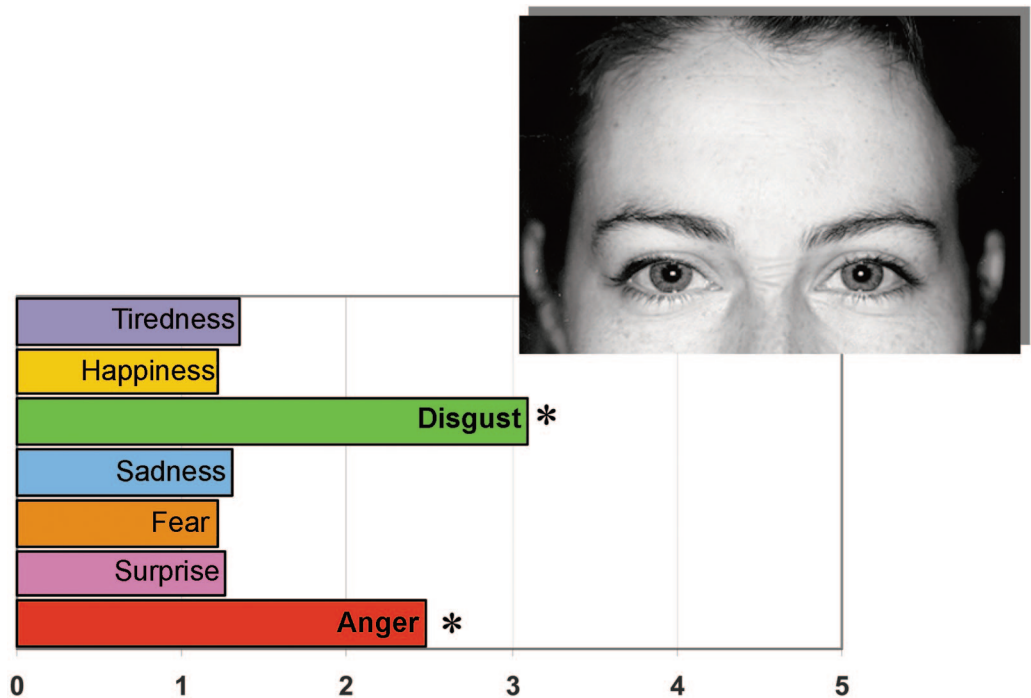 Tiredness
Happiness
Disgust *
Sadness
Fear
Surprise
Anger *
0 1 2 3 4 5